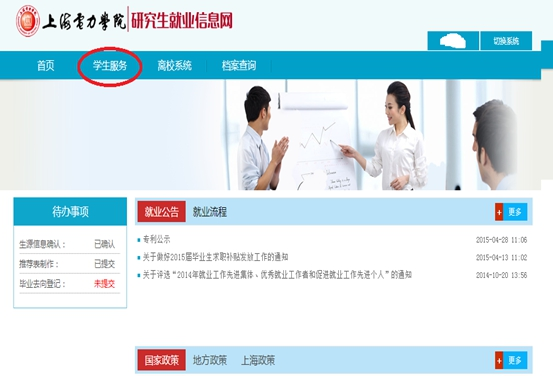 上海电力学院 研究生就业信息网
切换系统
首页 学生服务 离校系统 档案查询
待办事项
生源信息确认： 已确认
推荐表制作： 已提交
毕业去向登记： 未提交
就业公告 就业流程 + 更多
专利公示 2015-04-28 11:06
关于做好2015届毕业生求职补贴发放工作的通知 2015-04-13 11:02
关于评选“2014年就业工作先进集体、优秀就业工作者和促进就业工作先进个人”的通知 2014-10-20 13:56
国家政策 地方政策 上海政策 + 更多